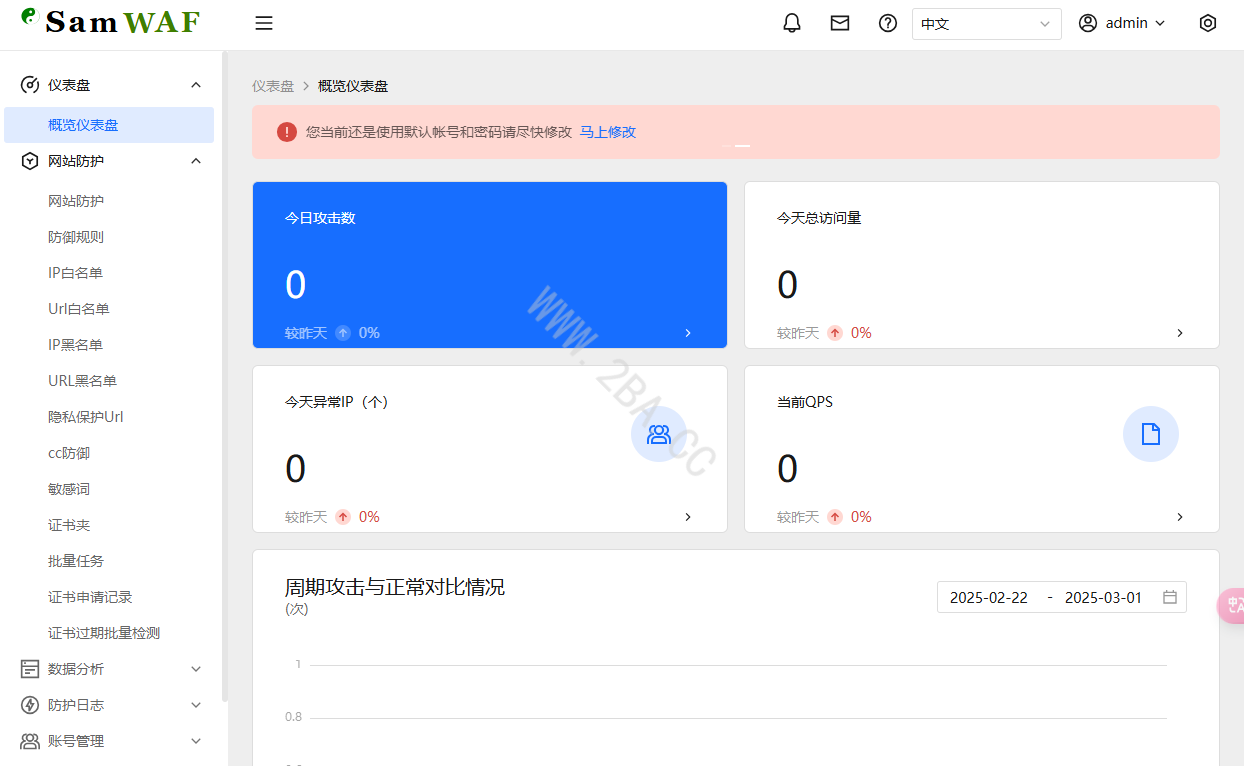 SamWAF
中文
admin
仪表盘
概览仪表盘
网站防护
网站防护
防御规则
IP白名单
Url白名单
IP黑名单
URL黑名单
隐私保护Url
cc防御
敏感词
证书夹
批量任务
证书申请记录
证书过期批量检测
数据分析
防护日志
账号管理
仪表盘 > 概览仪表盘
您当前还是使用默认帐号和密码请尽快修改 马上修改
今日攻击数
0
较昨天 0%
今天总访问量
0
较昨天 0%
今天异常IP（个）
0
较昨天 0%
当前QPS
0
较昨天 0%
WWW.2BA.CC
周期攻击与正常对比情况
(次)
2025-02-22 - 2025-03-01
1
0.8